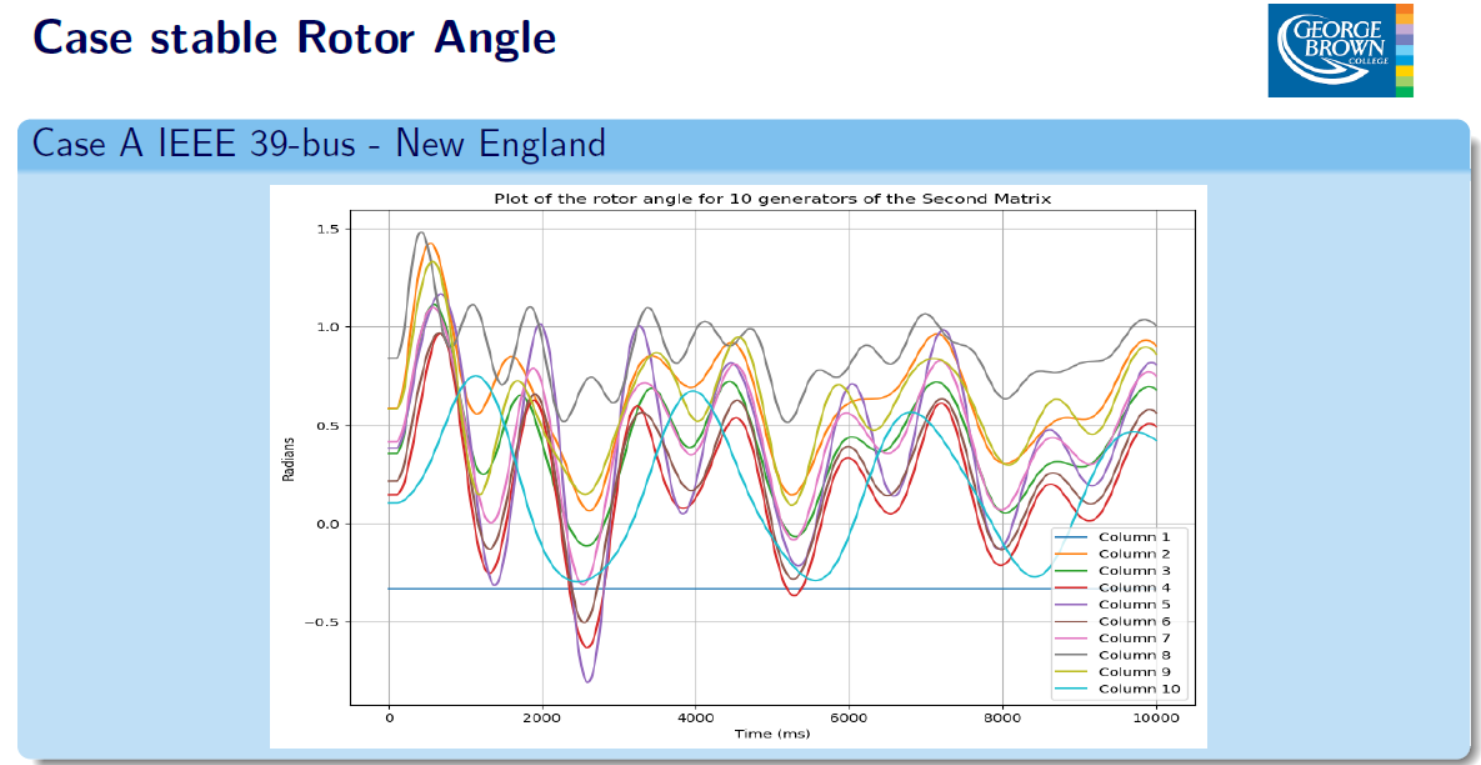 Case stable Rotor Angle
GEORGE
BROWN
COLLEGE
Case A IEEE 39-bus - New England
Plot of the rotor angle for 10 generators of the Second Matrix
1.5
1.0
0.5
0.0
−0.5
Radians
0 2000 4000 6000 8000 10000
Time (ms)
Column 1
Column 2
Column 3
Column 4
Column 5
Column 6
Column 7
Column 8
Column 9
Column 10